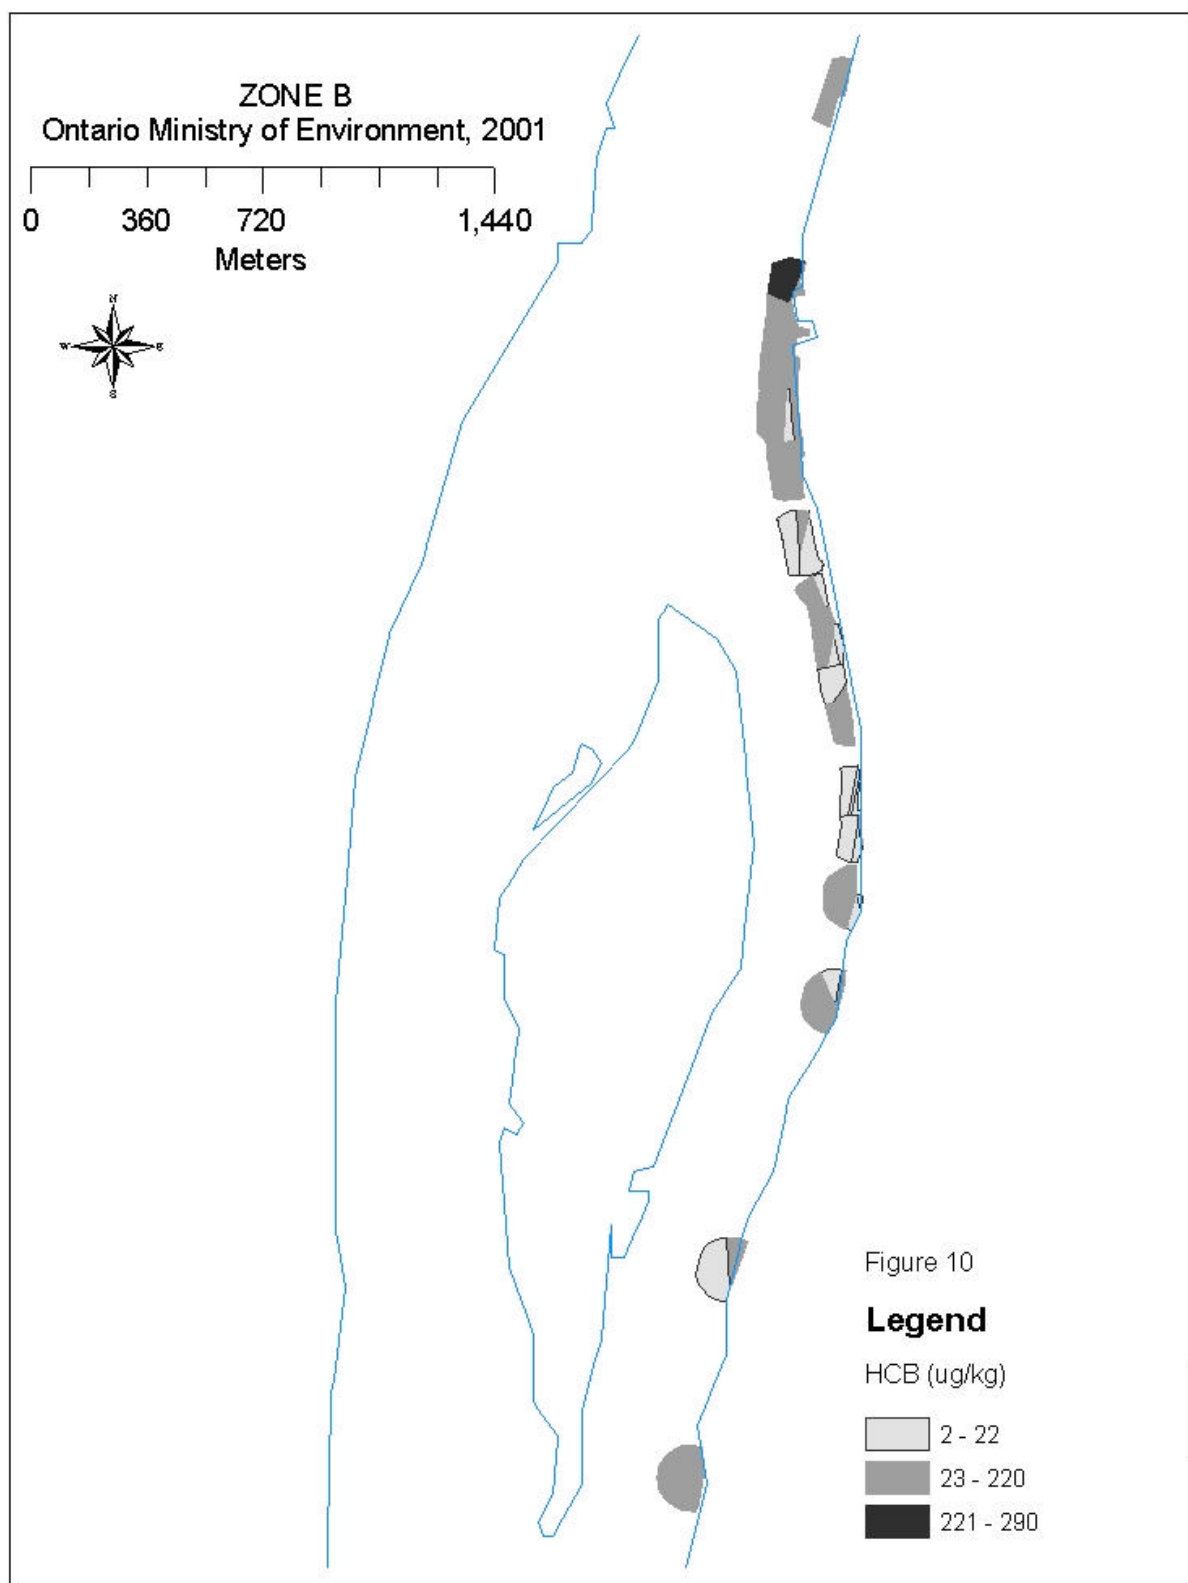 ZONE B
Ontario Ministry of Environment, 2001
0 360 720 1,440
Meters
N
W E
S
Figure 10
Legend
HCB (ug/kg)
2 - 22
23 - 220
221 - 290